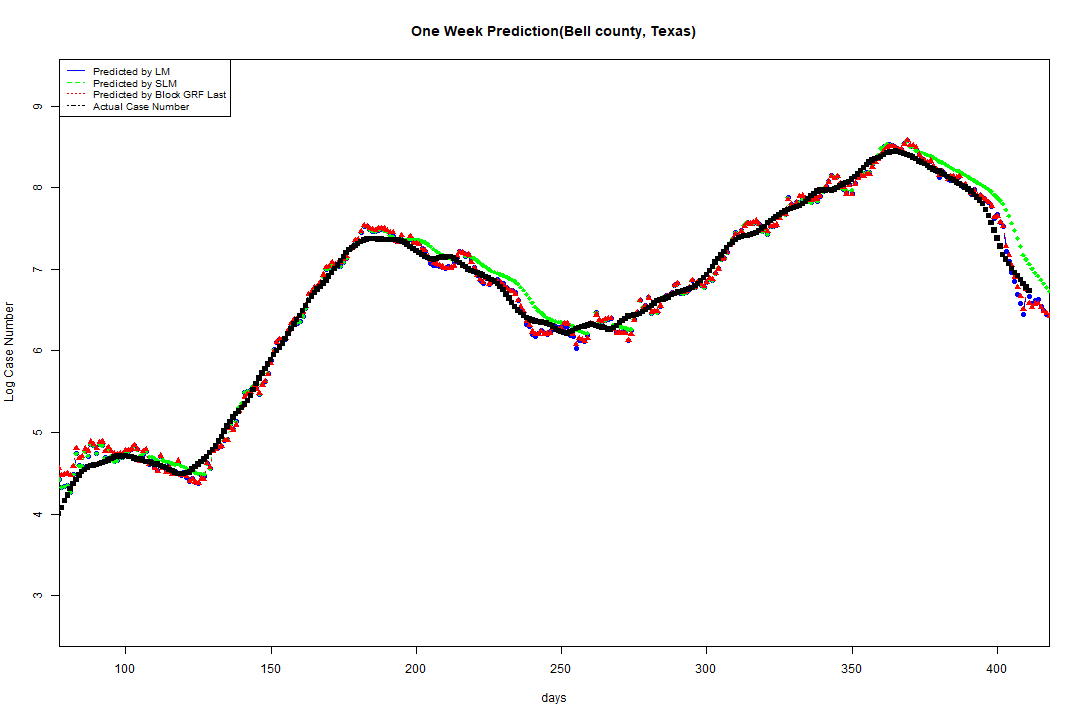 One Week Prediction(Bell county, Texas)
Predicted by LM
Predicted by SLM
Predicted by Block GRF Last
Actual Case Number
Log Case Number
9
8
7
6
5
4
3
100 150 200 250 300 350 400
days